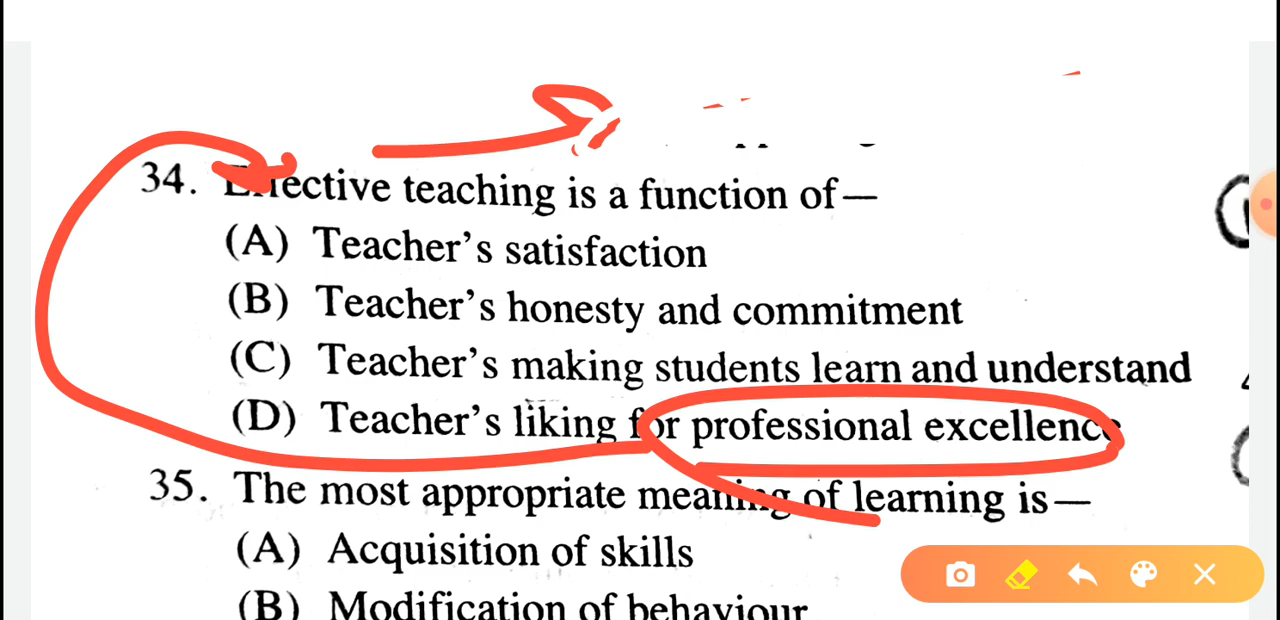 34. Effective teaching is a function of—
(A) Teacher's satisfaction
(B) Teacher's honesty and commitment
(C) Teacher's making students learn and understand
(D) Teacher's liking for professional excellence
35. The most appropriate meaning of learning is—
(A) Acquisition of skills
(B) Modification of behaviour